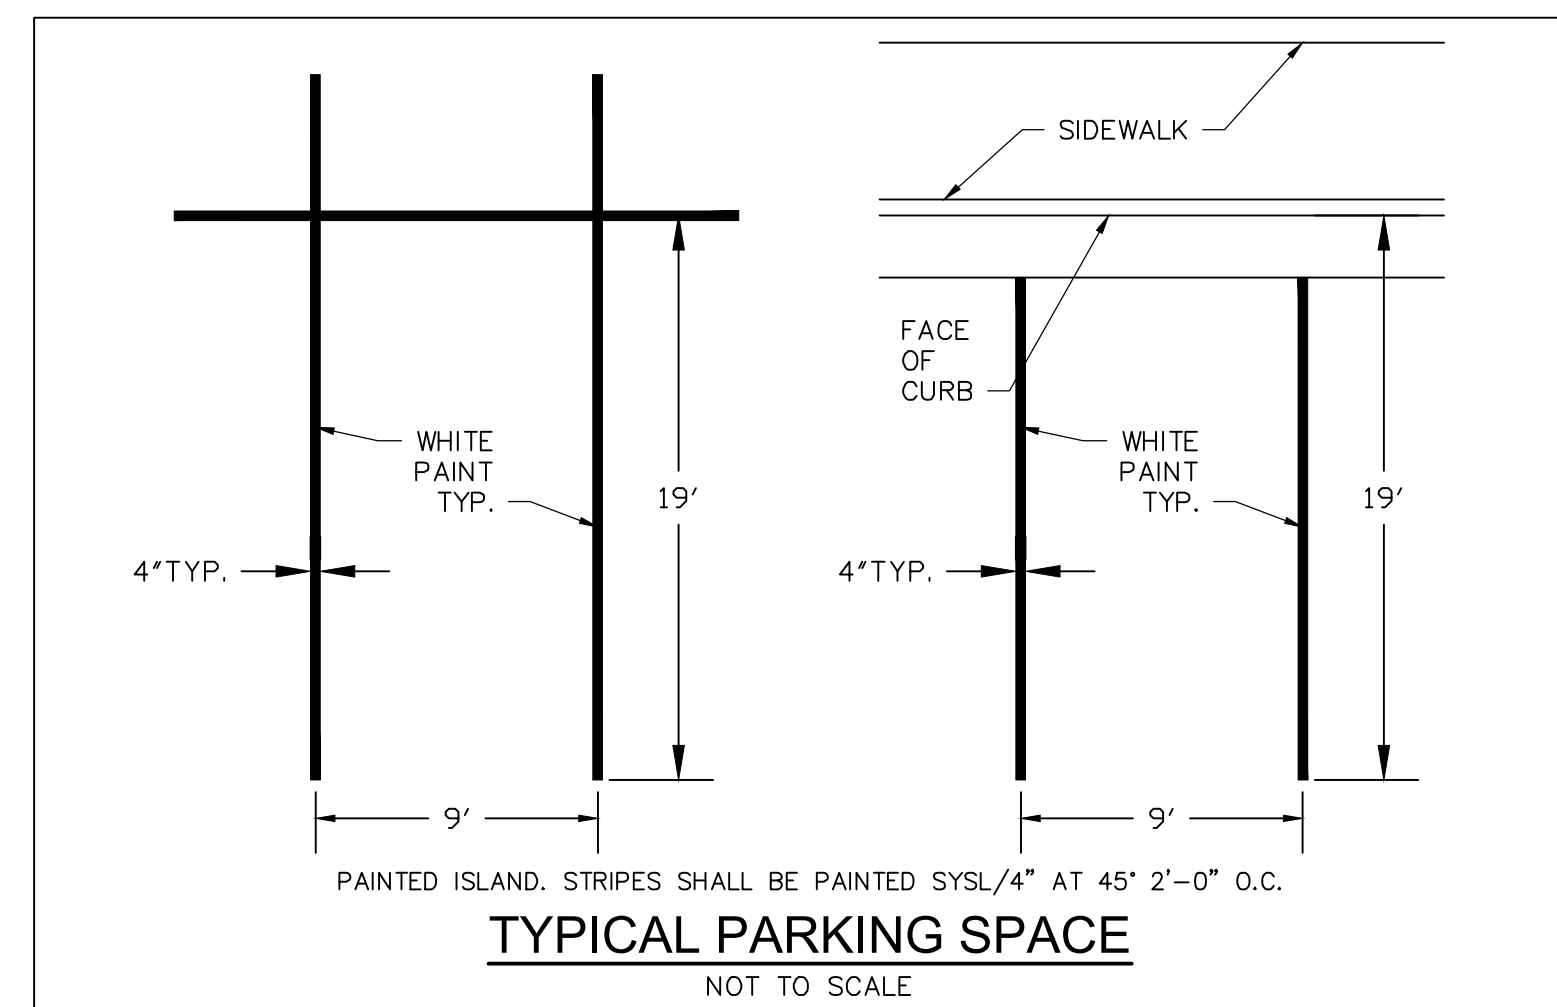 SIDEWALK
FACE
OF
CURB
WHITE
PAINT
TYP.
19'
4"TYP.
9'
WHITE
PAINT
TYP.
19'
4"TYP.
9'
PAINTED ISLAND. STRIPES SHALL BE PAINTED SYSL/4" AT 45° 2'-0" O.C.
TYPICAL PARKING SPACE
NOT TO SCALE